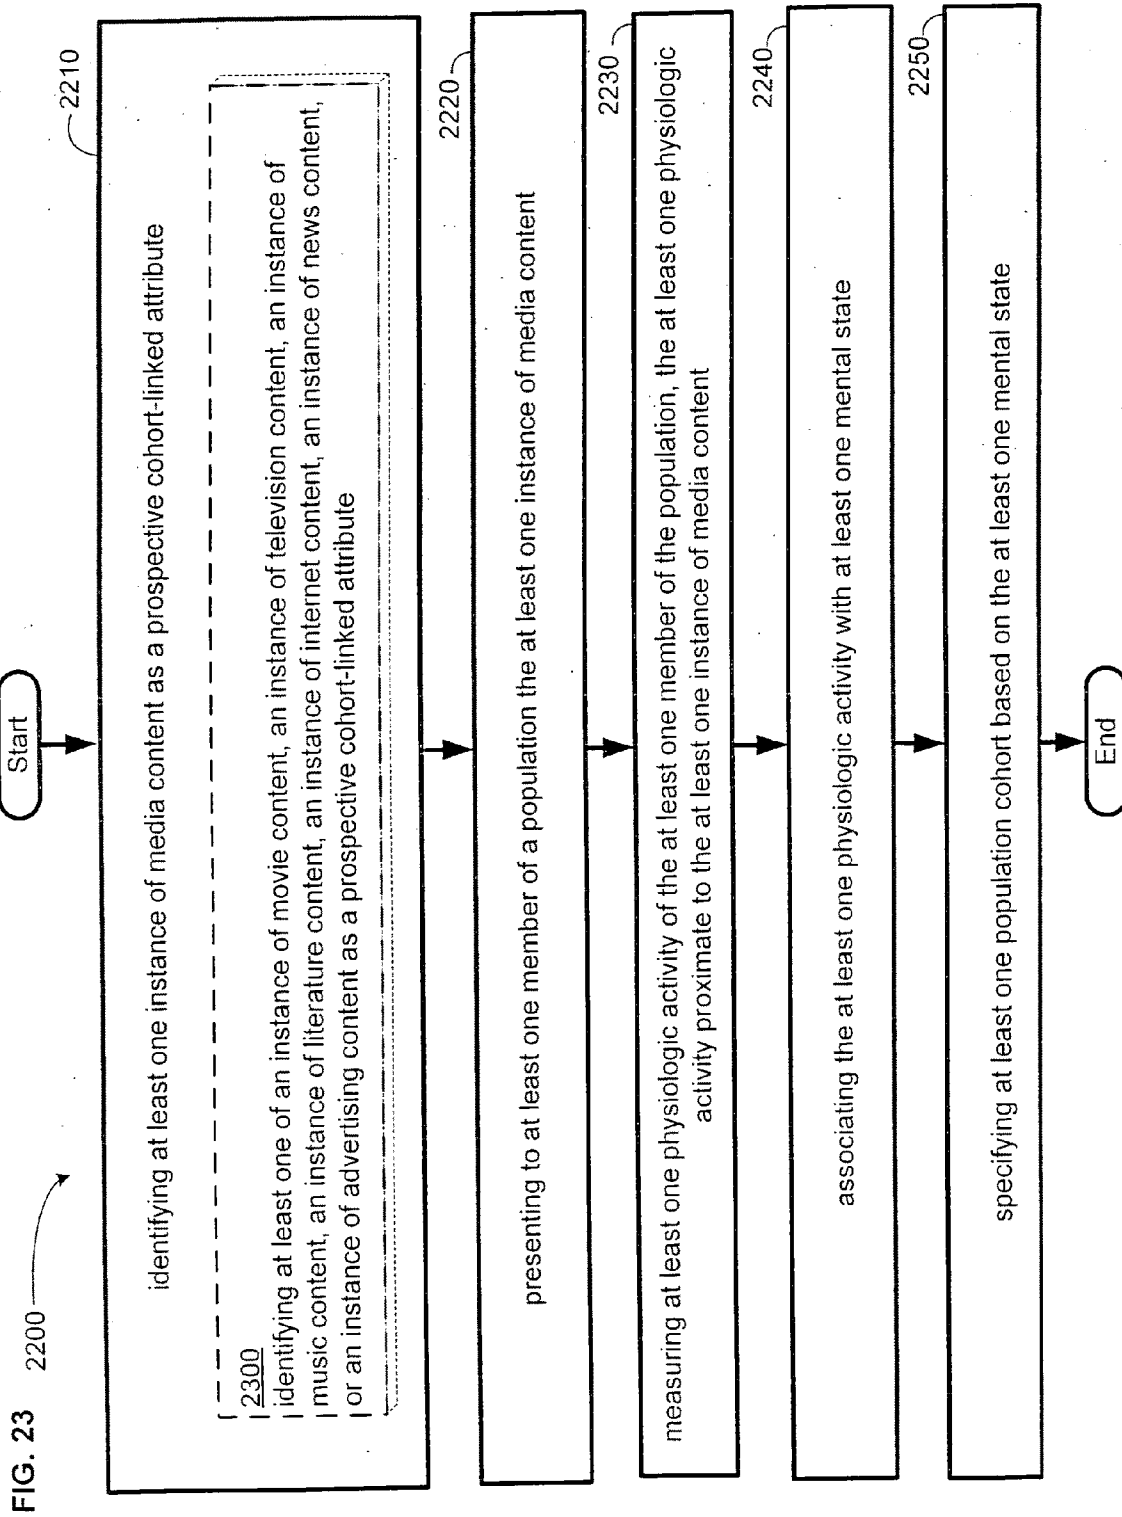 FIG. 23
2200
Start
2210
identifying at least one instance of media content as a prospective cohort-linked attribute
2300
identifying at least one of an instance of movie content, an instance of television content, an instance of
music content, an instance of literature content, an instance of internet content, an instance of news content,
or an instance of advertising content as a prospective cohort-linked attribute
2220
presenting to at least one member of a population the at least one instance of media content
2230
measuring at least one physiologic activity of the at least one member of the population, the at least one physiologic
activity proximate to the at least one instance of media content
2240
associating the at least one physiologic activity with at least one mental state
2250
specifying at least one population cohort based on the at least one mental state
End